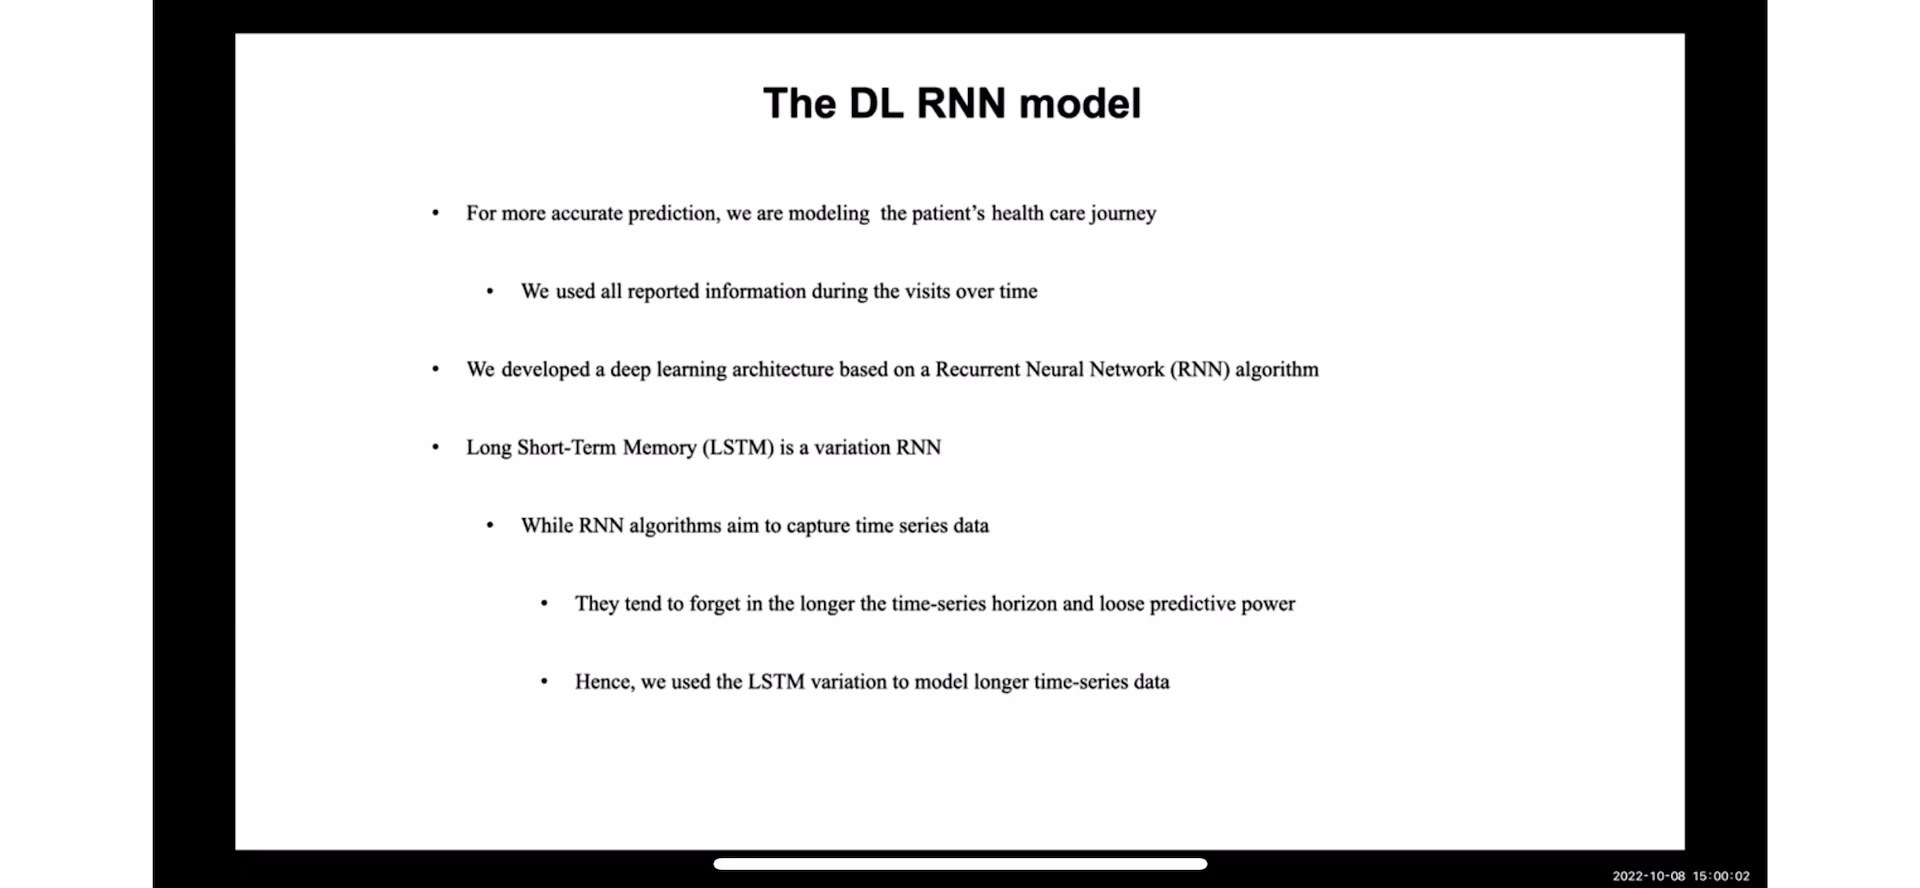 The DL RNN model
• For more accurate prediction, we are modeling the patient’s health care journey
• We used all reported information during the visits over time
• We developed a deep learning architecture based on a Recurrent Neural Network (RNN) algorithm
• Long Short-Term Memory (LSTM) is a variation RNN
• While RNN algorithms aim to capture time series data
• They tend to forget in the longer the time-series horizon and loose predictive power
• Hence, we used the LSTM variation to model longer time-series data
2022-10-08 15:00:02